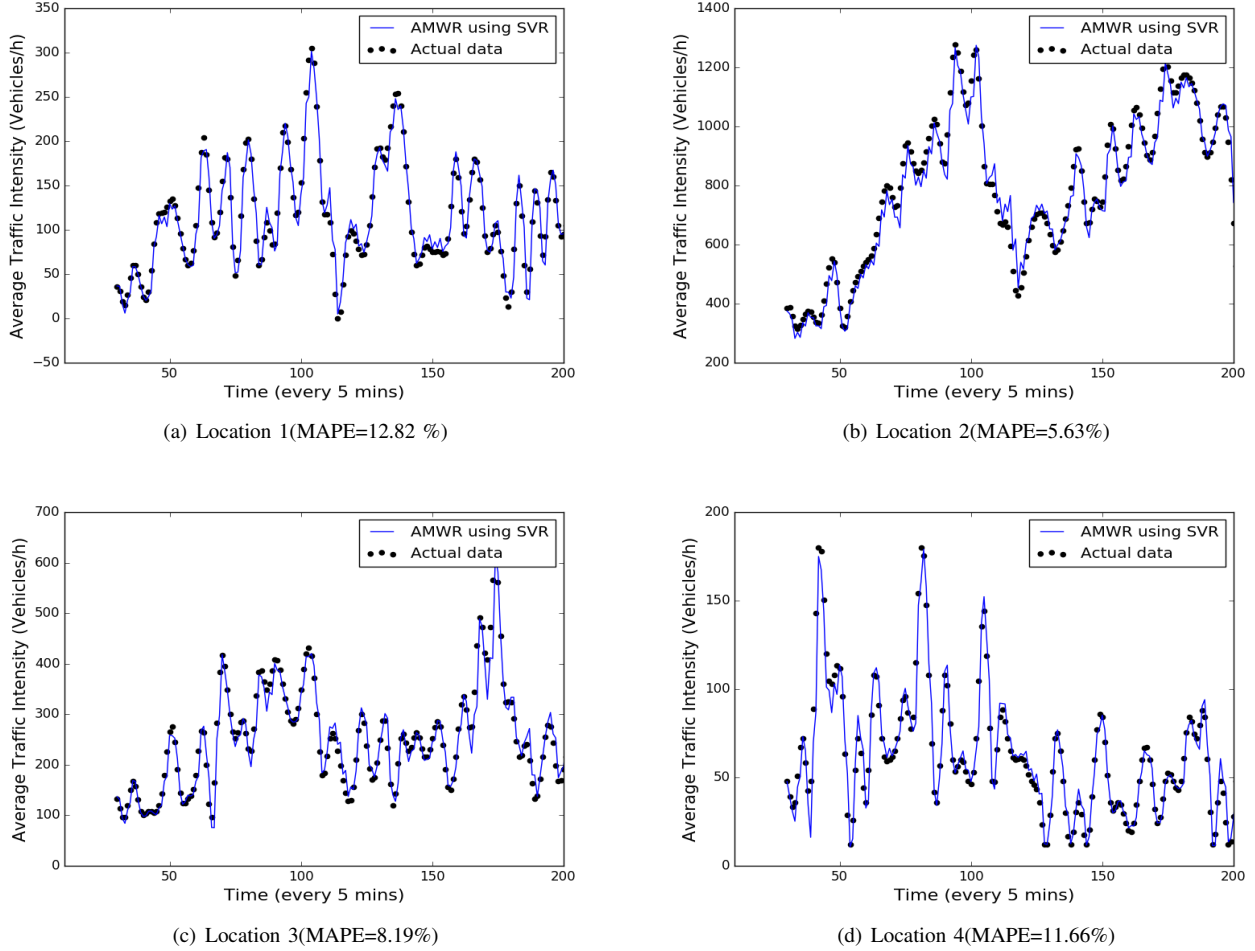 350
300
250
200
150
100
50
0
−50
Average Traffic Intensity (Vehicles/h)
AMWR using SVR
Actual data
50
100
150
200
Time (every 5 mins)
(a) Location 1(MAPE=12.82 %)
1400
1200
1000
800
600
400
200
Average Traffic Intensity (Vehicles/h)
AMWR using SVR
Actual data
50
100
150
200
Time (every 5 mins)
(b) Location 2(MAPE=5.63%)
700
600
500
400
300
200
100
0
Average Traffic Intensity (Vehicles/h)
AMWR using SVR
Actual data
50
100
150
200
Time (every 5 mins)
(c) Location 3(MAPE=8.19%)
200
150
100
50
0
Average Traffic Intensity (Vehicles/h)
AMWR using SVR
Actual data
50
100
150
200
Time (every 5 mins)
(d) Location 4(MAPE=11.66%)